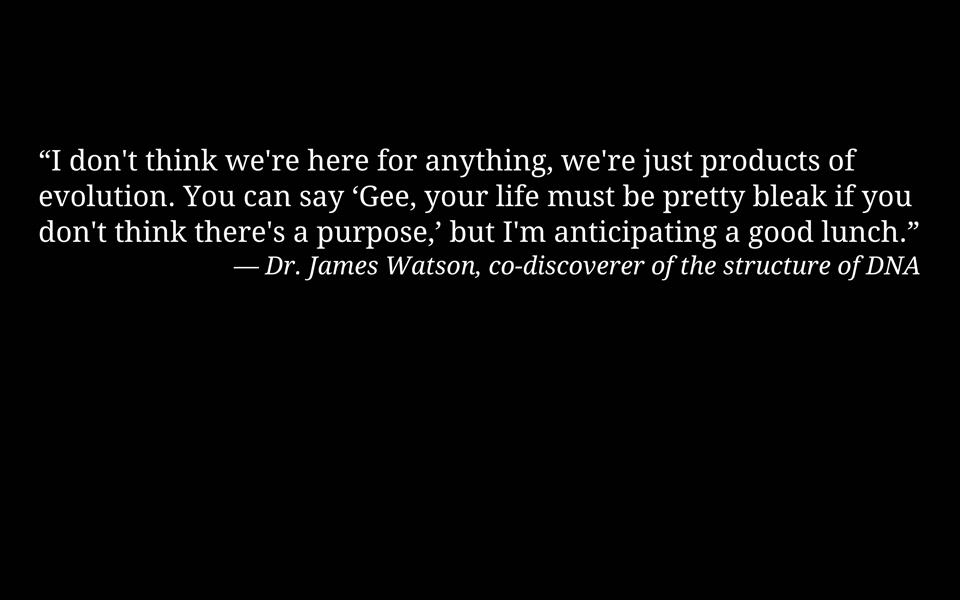 “I don't think we're here for anything, we're just products of
evolution. You can say ‘Gee, your life must be pretty bleak if you
don't think there's a purpose,’ but I'm anticipating a good lunch.”
— Dr. James Watson, co-discoverer of the structure of DNA